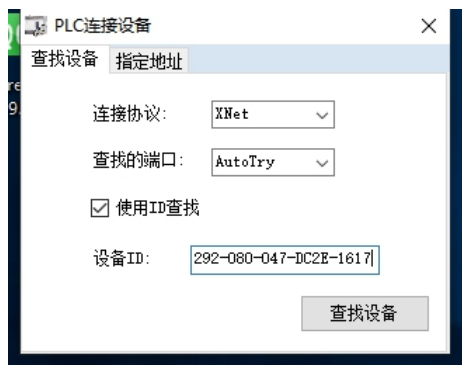 PLC连接设备
查找设备 指定地址
连接协议: XNet
查找的端口: AutoTry
使用ID查找
设备ID: 292-080-047-DC2E-1617
查找设备